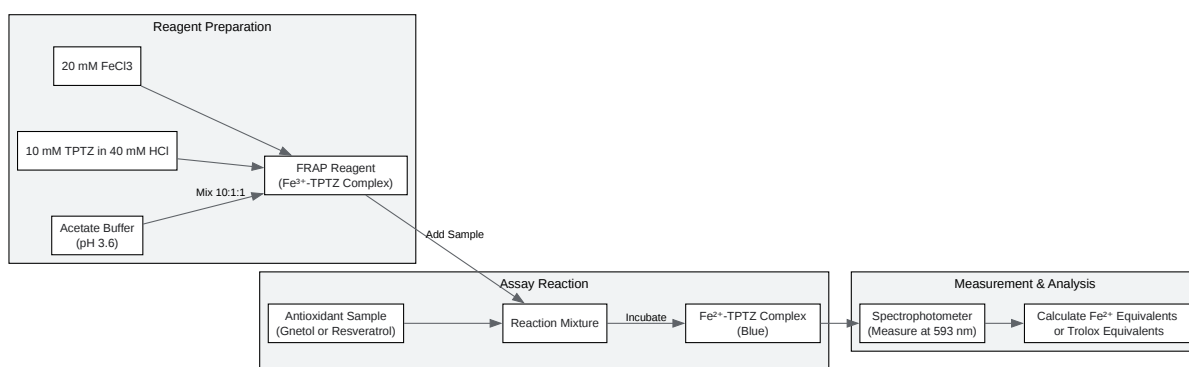 Reagent Preparation
20 mM FeCl3
10 mM TPTZ in 40 mM HCl
FRAP Reagent
(Fe³⁺-TPTZ Complex)
Mix 10:1:1
Acetate Buffer
(pH 3.6)
Add Sample
Assay Reaction
Antioxidant Sample
(Gnetol or Resveratrol)
Reaction Mixture
Incubate
Fe²⁺-TPTZ Complex
(Blue)
Measurement & Analysis
Spectrophotometer
(Measure at 593 nm)
Calculate Fe²⁺ Equivalents
or Trolox Equivalents